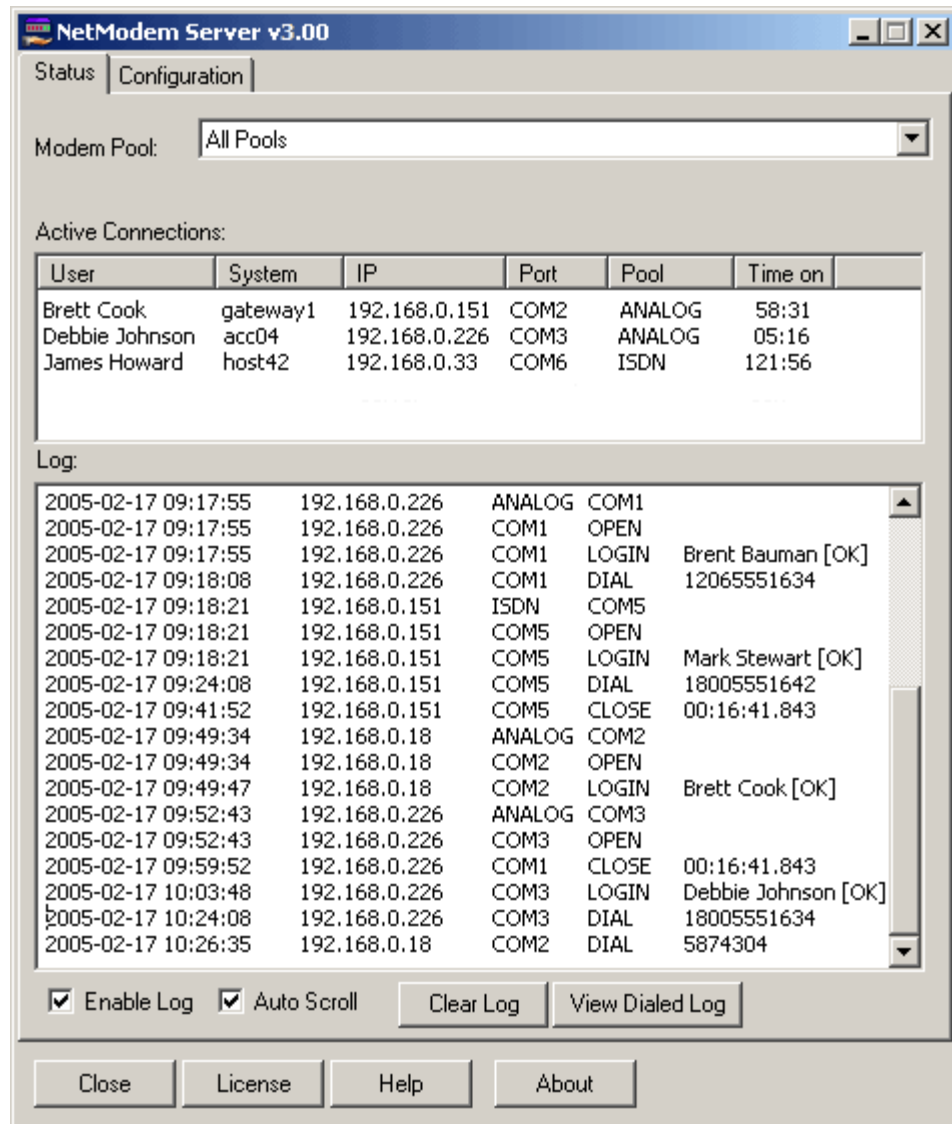 NetModem Server v3.00
Status Configuration
Modem Pool: All Pools
Active Connections:
User System IP Port Pool Time on
Brett Cook gateway1 192.168.0.151 COM2 ANALOG 58:31
Debbie Johnson acc04 192.168.0.226 COM3 ANALOG 05:16
James Howard host42 192.168.0.33 COM6 ISDN 121:56
Log:
2005-02-17 09:17:55 192.168.0.226 ANALOG COM1
2005-02-17 09:17:55 192.168.0.226 COM1 OPEN
2005-02-17 09:17:55 192.168.0.226 COM1 LOGIN Brent Bauman [OK]
2005-02-17 09:18:08 192.168.0.226 COM1 DIAL 12065551634
2005-02-17 09:18:21 192.168.0.151 ISDN COM5
2005-02-17 09:18:21 192.168.0.151 COM5 OPEN
2005-02-17 09:18:21 192.168.0.151 COM5 LOGIN Mark Stewart [OK]
2005-02-17 09:24:08 192.168.0.151 COM5 DIAL 18005551642
2005-02-17 09:41:52 192.168.0.151 COM5 CLOSE 00:16:41.843
2005-02-17 09:49:34 192.168.0.18 ANALOG COM2
2005-02-17 09:49:34 192.168.0.18 COM2 OPEN
2005-02-17 09:49:47 192.168.0.18 COM2 LOGIN Brett Cook [OK]
2005-02-17 09:52:43 192.168.0.226 ANALOG COM3
2005-02-17 09:52:43 192.168.0.226 COM3 OPEN
2005-02-17 09:59:52 192.168.0.226 COM1 CLOSE 00:16:41.843
2005-02-17 10:03:48 192.168.0.226 COM3 LOGIN Debbie Johnson [OK]
2005-02-17 10:24:08 192.168.0.226 COM3 DIAL 18005551634
2005-02-17 10:26:35 192.168.0.18 COM2 DIAL 5874304
Enable Log Auto Scroll Clear Log View Dialed Log
Close License Help About